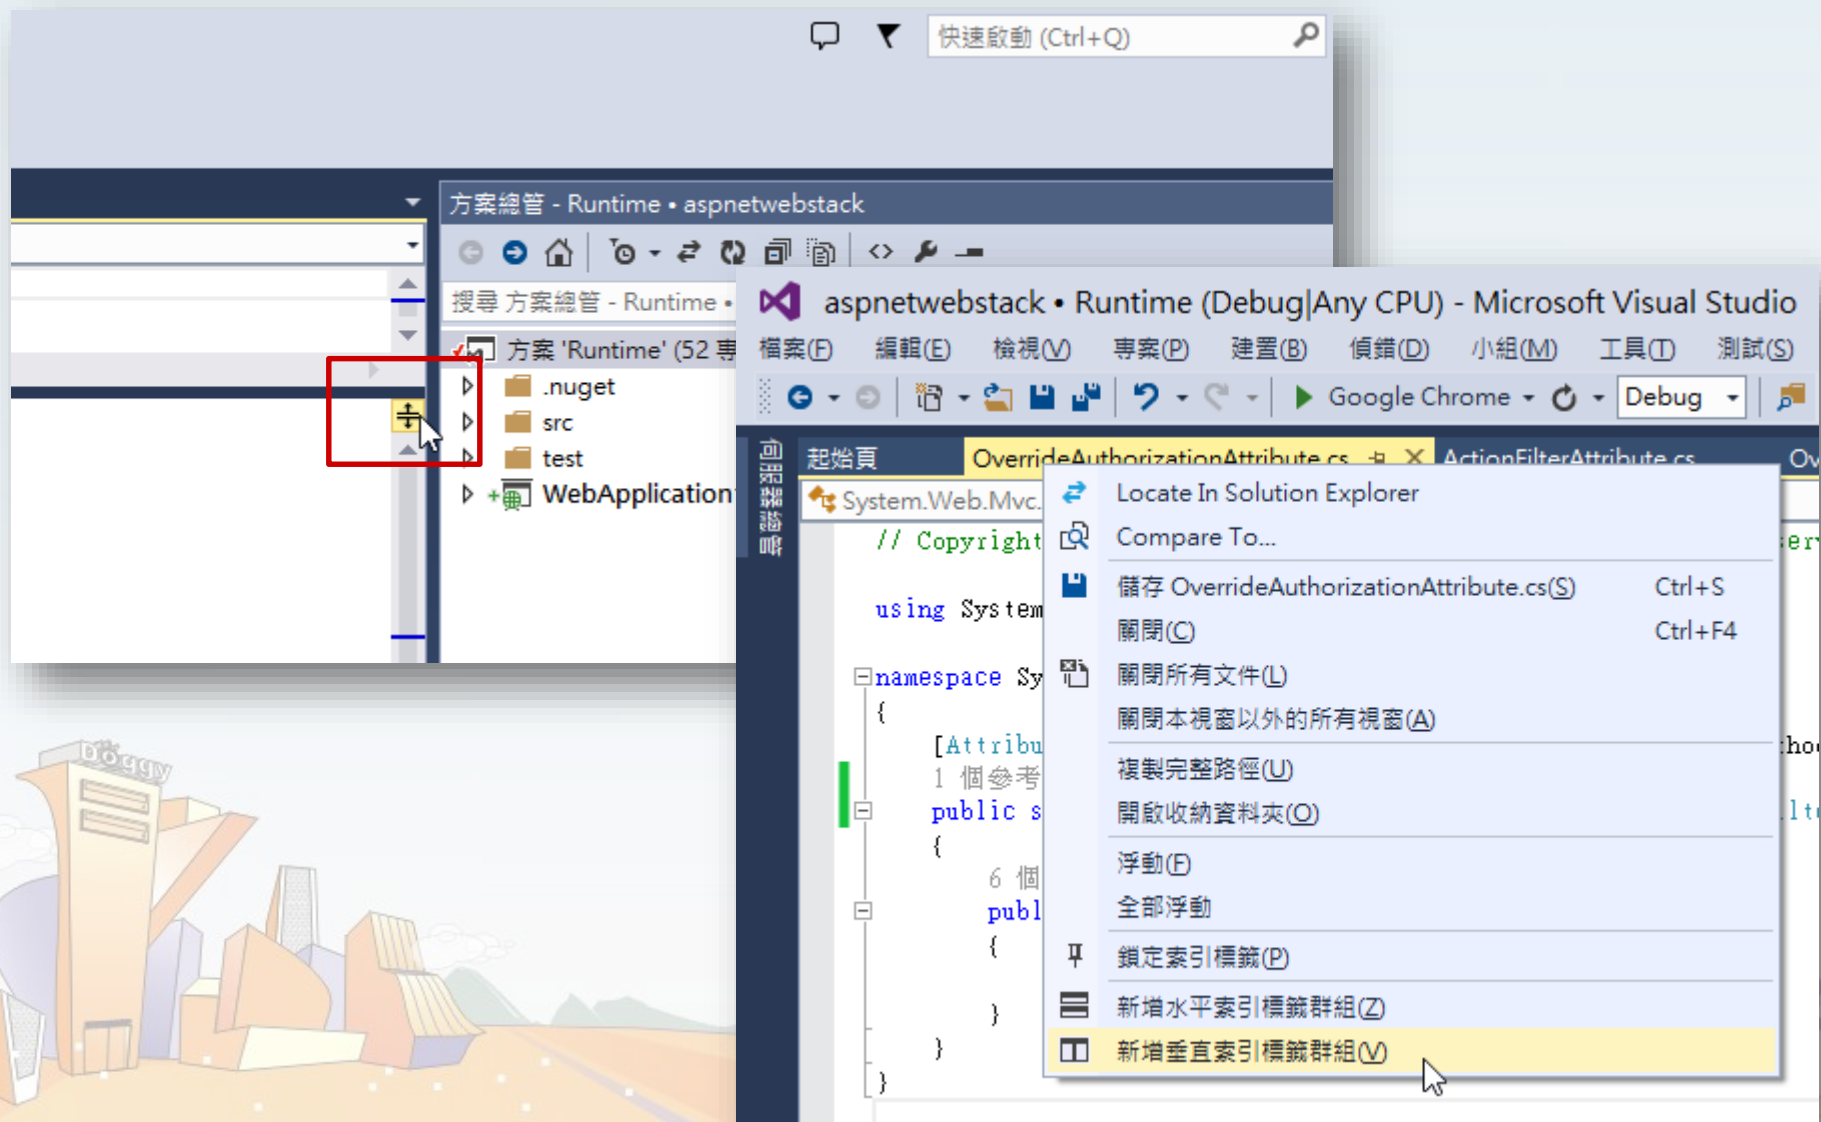 快速啟動 (Ctrl+Q)
方案總管 - Runtime • aspnetwebstack
搜尋 方案總管 - Runtime •
方案 'Runtime' (52 專
.nuget
src
test
WebApplication
aspnetwebstack • Runtime (Debug|Any CPU) - Microsoft Visual Studio
檔案(F) 編輯(E) 檢視(V) 專案(P) 建置(B) 偵錯(D) 小組(M) 工具(T) 測試(S)
Google Chrome Debug
伺服器總管
起始頁 OverrideAuthorizationAttribute.cs ActionFilterAttribute.cs Ov
System.Web.Mvc.
// Copyright
using System
namespace Sy
{
[Attribu
1 個參考
public s
{
6 個
publ
{
}
}
}
Locate In Solution Explorer
Compare To...
儲存 OverrideAuthorizationAttribute.cs(S) Ctrl+S
關閉(C) Ctrl+F4
關閉所有文件(L)
關閉本視窗以外的所有視窗(A)
複製完整路徑(U)
開啟收納資料夾(O)
浮動(F)
全部浮動
鎖定索引標籤(P)
新增水平索引標籤群組(Z)
新增垂直索引標籤群組(V)
Doggy